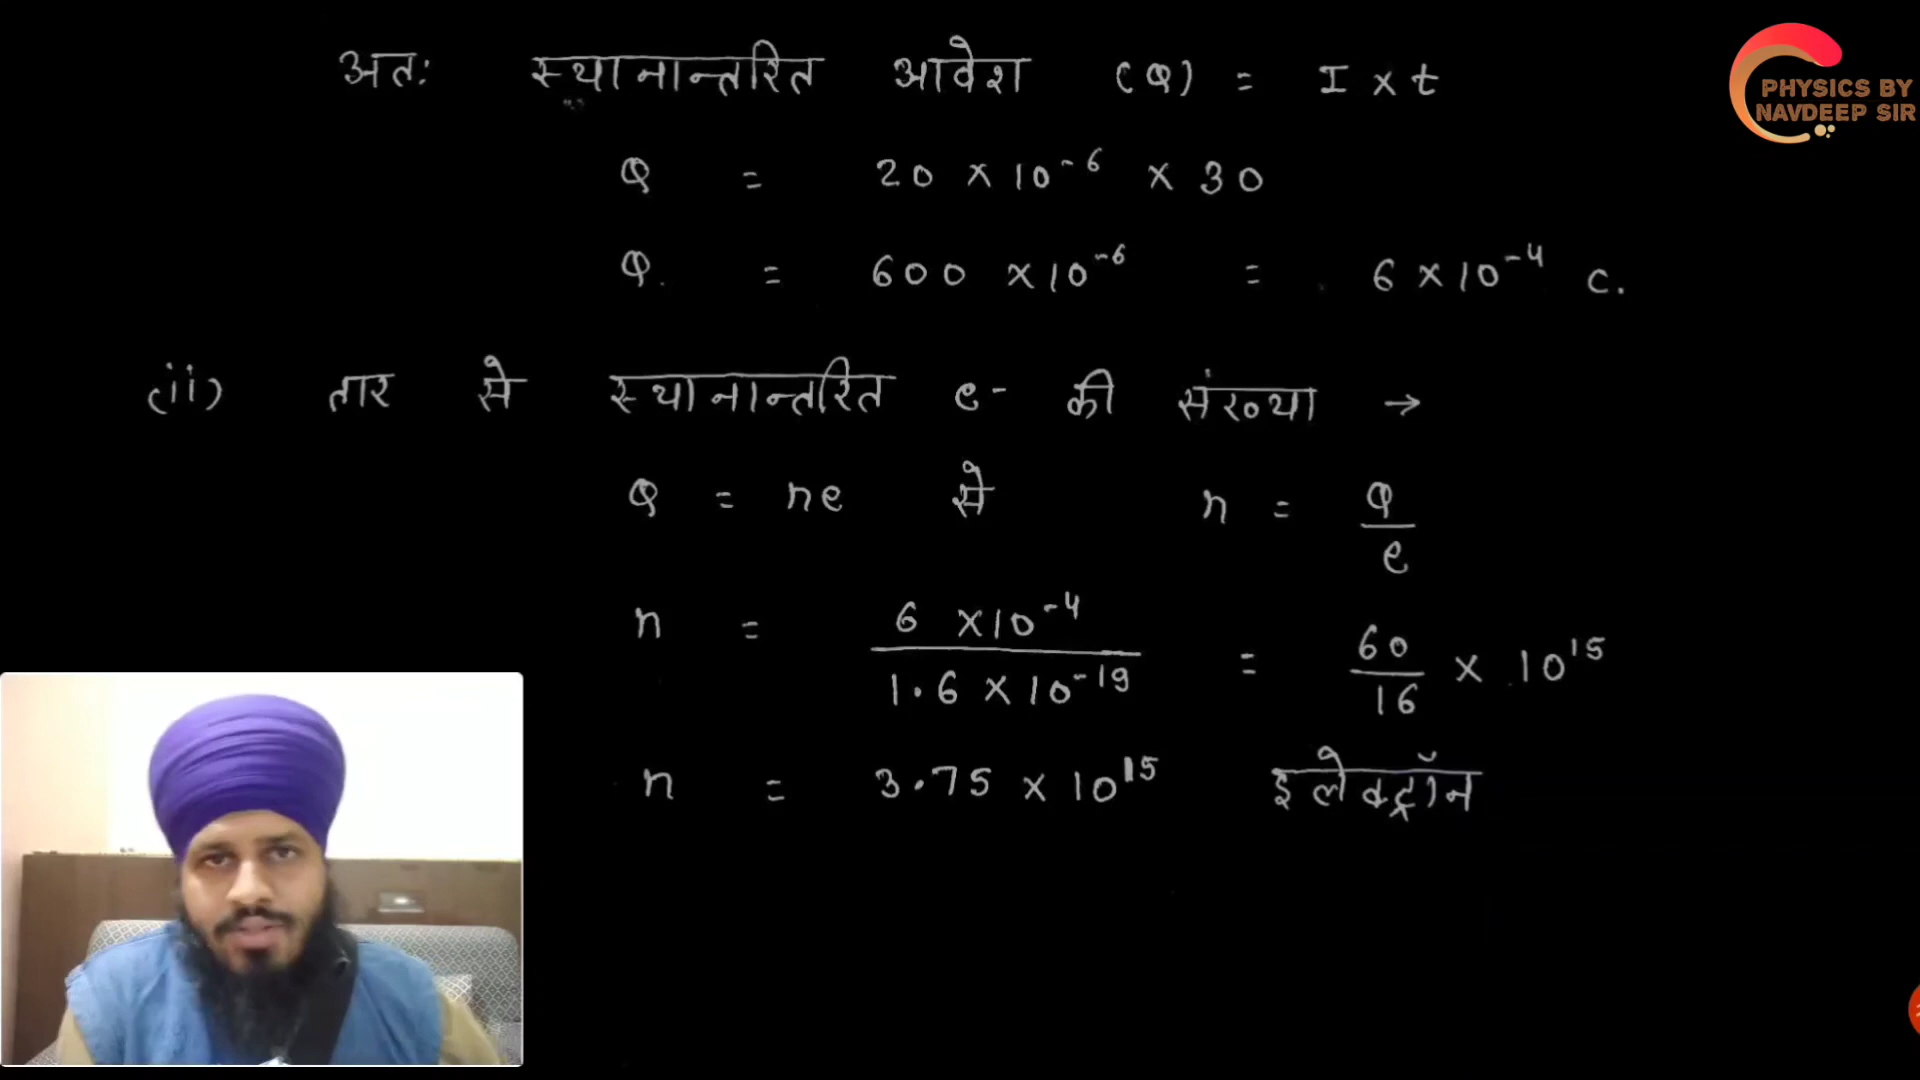 अतः स्थानान्तरित आवेश (Q) = I x t
PHYSICS BY
NAVDEEP SIR
Q = 20 × 10⁻⁶ × 30
Q = 600 × 10⁻⁶ = 6 × 10⁻⁴ C.
(ii) तार से स्थानान्तरित e- की संख्या →
Q = ne से n = Q/e
n = 6 × 10⁻⁴ / 1.6 × 10⁻¹⁹ = 60/16 × 10¹⁵
n = 3.75 × 10¹⁵ इलेक्ट्रॉन